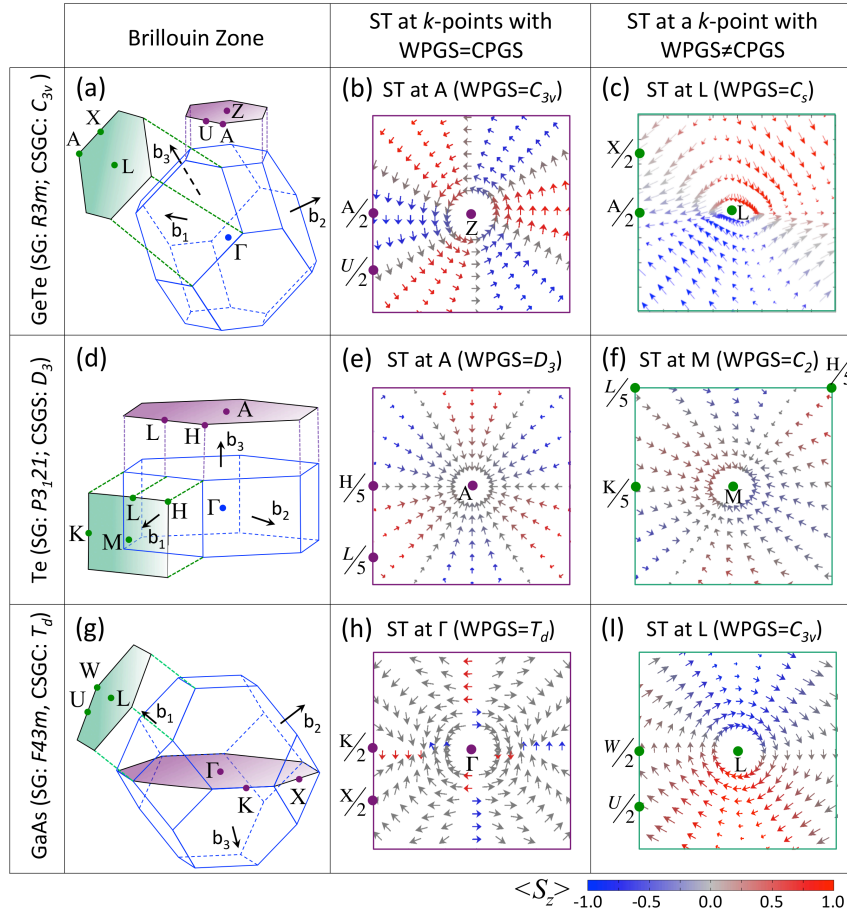 Brillouin Zone
ST at k-points with
WPGS=CPGS
ST at a k-point with
WPGS≠CPGS
GeTe (SG: R3m; CSGC: C3v)
(a)
A
X
L
Z
U
A
b3
b1
b2
Γ
(b) ST at A (WPGS=C3v)
A/2
U/2
Z
(c) ST at L (WPGS=Cs)
X/2
A/2
L
Te (SG: P3₁21; CSGS: D3)
(d)
A
L
H
b3
L
H
K
b1
M
Γ
b2
(e) ST at A (WPGS=D3)
H/5
L/5
A
(f) ST at M (WPGS=C2)
L/5
H/5
K/5
M
GaAs (SG: F43m, CSGC: Td)
(g)
W
U
L
b1
b2
Γ
K
X
b3
(h) ST at Γ (WPGS=Td)
K/2
X/2
Γ
(l) ST at L (WPGS=C3v)
W/2
U/2
L
<Sz>
-1.0 -0.5 0.0 0.5 1.0